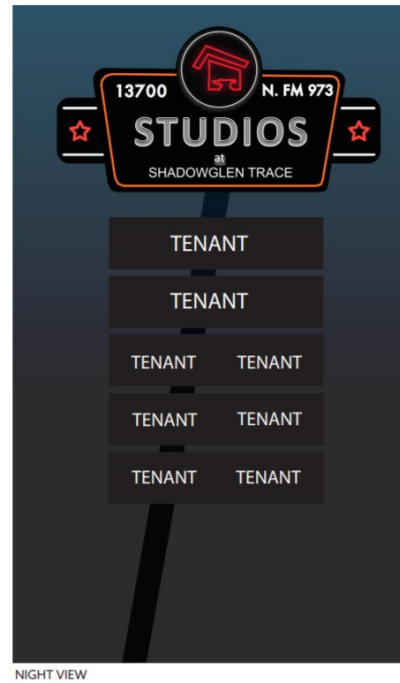 13700 N. FM 973
STUDIOS
at
SHADOWGLEN TRACE
TENANT
TENANT
TENANT TENANT
TENANT TENANT
TENANT TENANT
NIGHT VIEW